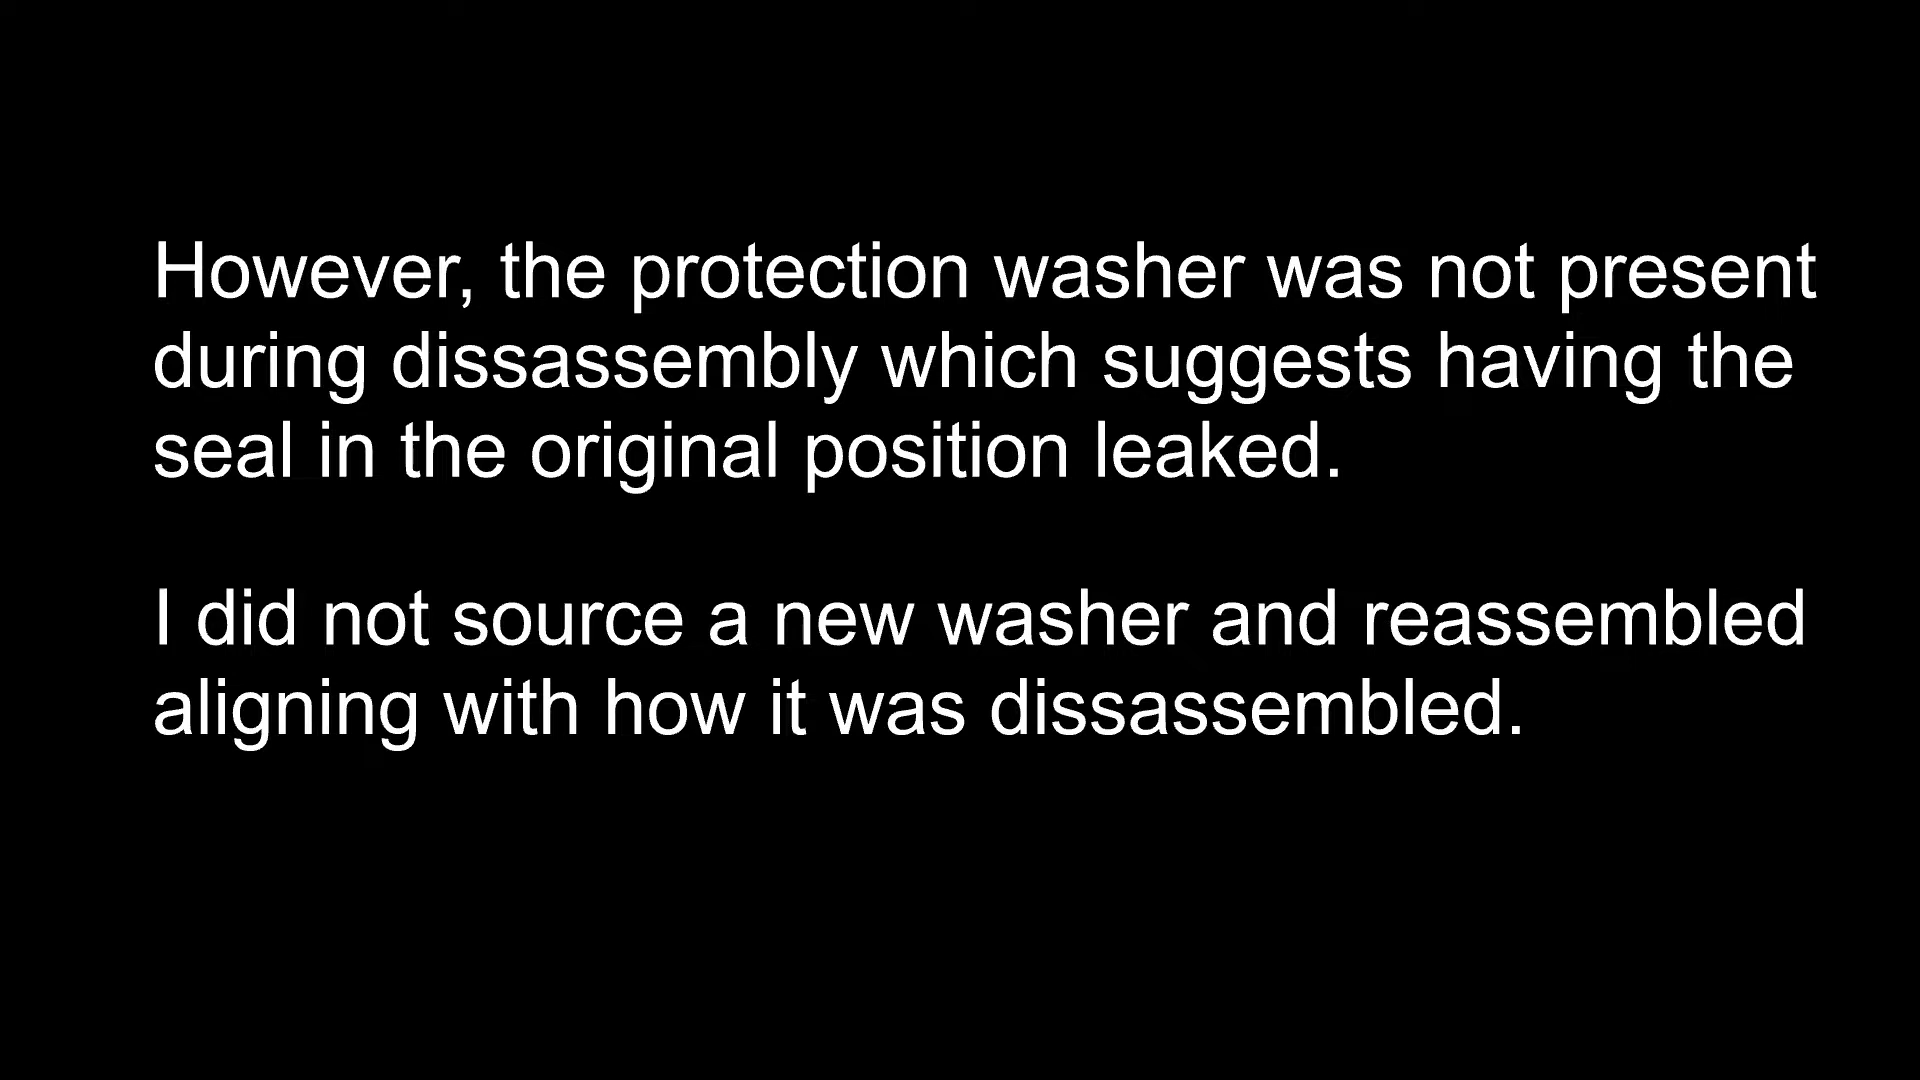 However, the protection washer was not present
during dissassembly which suggests having the
seal in the original position leaked.
I did not source a new washer and reassembled
aligning with how it was dissassembled.